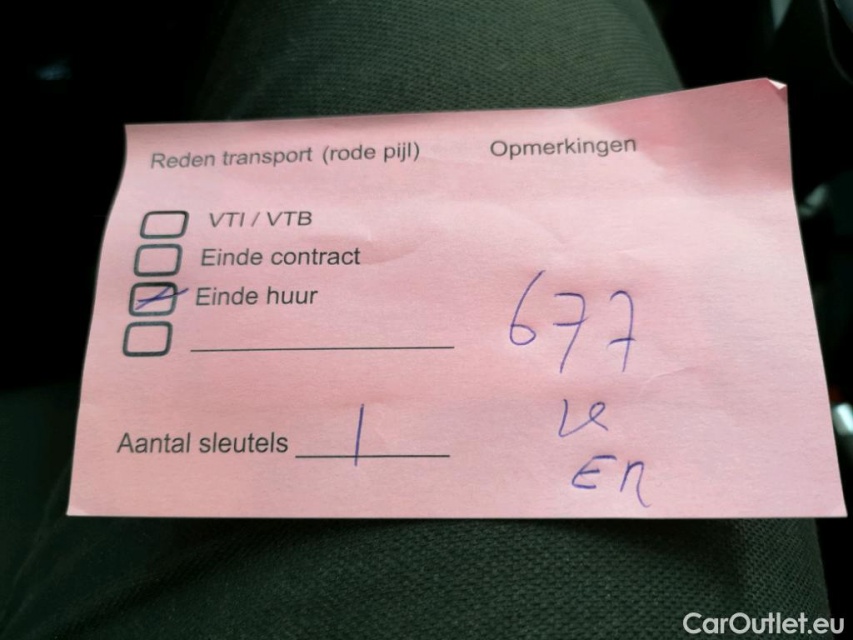 Reden transport (rode pijl)
Opmerkingen
VTI / VTB
Einde contract
Einde huur
677
Aantal sleutels 1
En
CarOutlet.eu